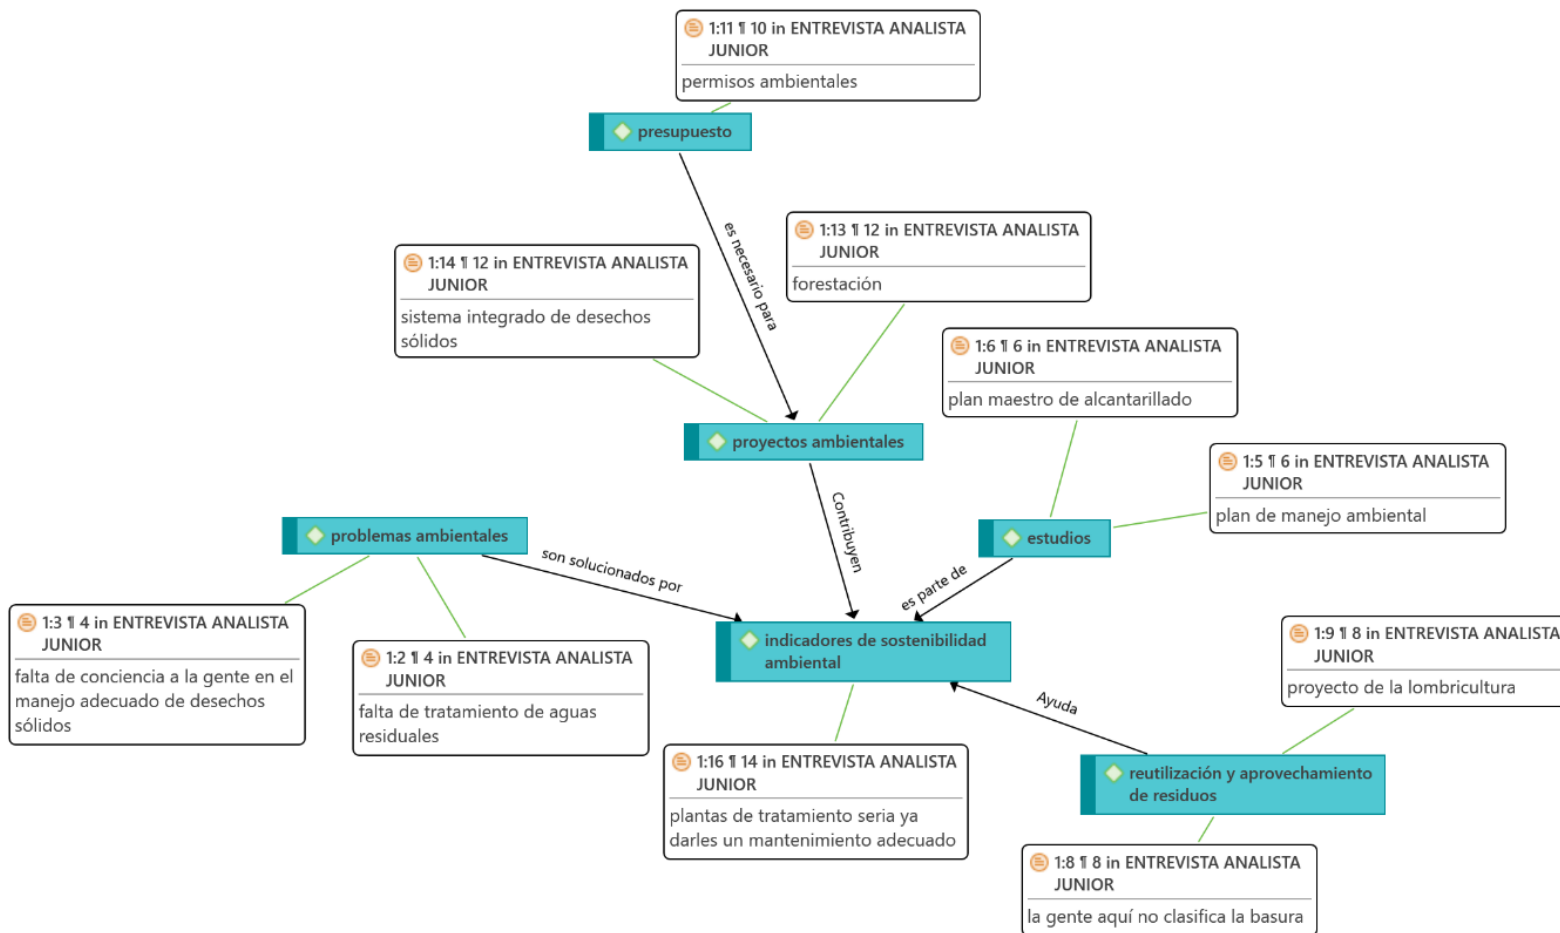 1:11 ¶ 10 in ENTREVISTA ANALISTA
JUNIOR
permisos ambientales
presupuesto
es necesario para
1:13 ¶ 12 in ENTREVISTA ANALISTA
JUNIOR
forestación
1:14 ¶ 12 in ENTREVISTA ANALISTA
JUNIOR
sistema integrado de desechos
sólidos
1:6 ¶ 6 in ENTREVISTA ANALISTA
JUNIOR
plan maestro de alcantarillado
proyectos ambientales
1:5 ¶ 6 in ENTREVISTA ANALISTA
JUNIOR
plan de manejo ambiental
Contribuyen
problemas ambientales
estudios
son solucionados por
es parte de
1:3 ¶ 4 in ENTREVISTA ANALISTA
JUNIOR
falta de conciencia a la gente en el
manejo adecuado de desechos
sólidos
1:2 ¶ 4 in ENTREVISTA ANALISTA
JUNIOR
falta de tratamiento de aguas
residuales
indicadores de sostenibilidad
ambiental
1:9 ¶ 8 in ENTREVISTA ANALISTA
JUNIOR
proyecto de la lombricultura
Ayuda
1:16 ¶ 14 in ENTREVISTA ANALISTA
JUNIOR
plantas de tratamiento seria ya
darles un mantenimiento adecuado
reutilización y aprovechamiento
de residuos
1:8 ¶ 8 in ENTREVISTA ANALISTA
JUNIOR
la gente aquí no clasifica la basura